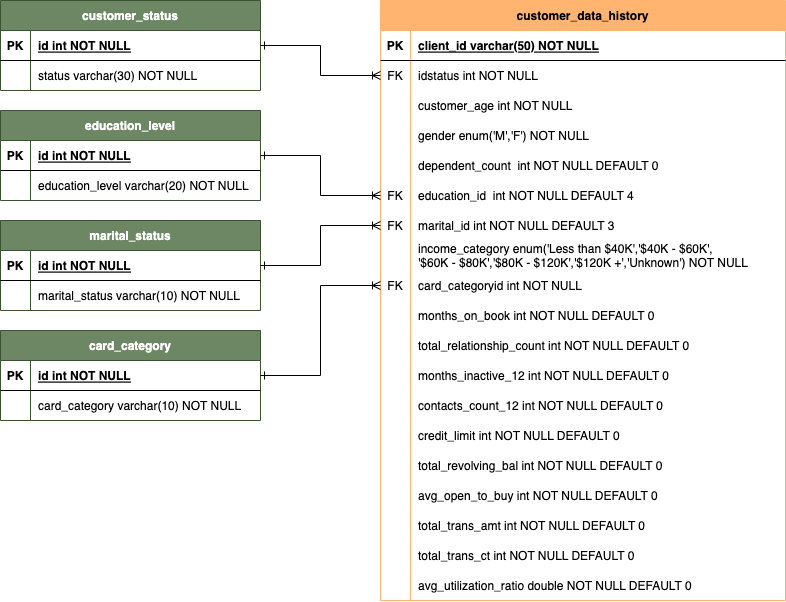 customer_status
PK id int NOT NULL
status varchar(30) NOT NULL
education_level
PK id int NOT NULL
education_level varchar(20) NOT NULL
marital_status
PK id int NOT NULL
marital_status varchar(10) NOT NULL
card_category
PK id int NOT NULL
card_category varchar(10) NOT NULL
customer_data_history
PK client_id varchar(50) NOT NULL
FK idstatus int NOT NULL
customer_age int NOT NULL
gender enum('M','F') NOT NULL
dependent_count int NOT NULL DEFAULT 0
FK education_id int NOT NULL DEFAULT 4
FK marital_id int NOT NULL DEFAULT 3
income_category enum('Less than $40K','$40K - $60K',
'$60K - $80K','$80K - $120K','$120K +','Unknown') NOT NULL
FK card_categoryid int NOT NULL
months_on_book int NOT NULL DEFAULT 0
total_relationship_count int NOT NULL DEFAULT 0
months_inactive_12 int NOT NULL DEFAULT 0
contacts_count_12 int NOT NULL DEFAULT 0
credit_limit int NOT NULL DEFAULT 0
total_revolving_bal int NOT NULL DEFAULT 0
avg_open_to_buy int NOT NULL DEFAULT 0
total_trans_amt int NOT NULL DEFAULT 0
total_trans_ct int NOT NULL DEFAULT 0
avg_utilization_ratio double NOT NULL DEFAULT 0